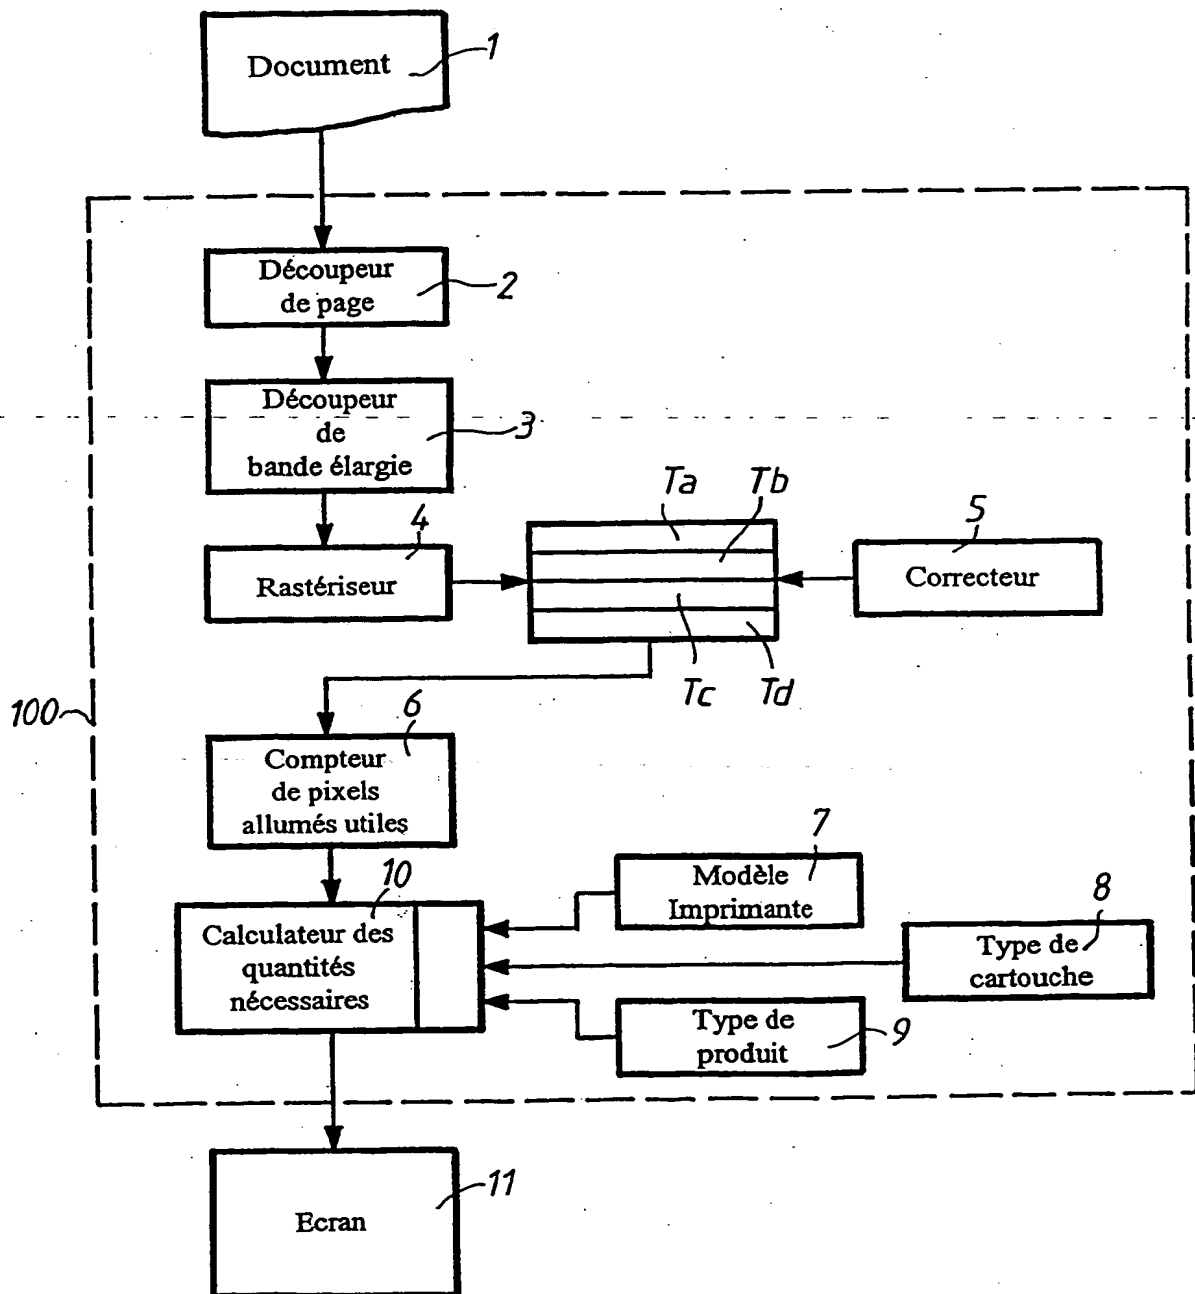 1
Document
Découpeur
de page
2
Découpeur
de
bande élargie
3
4
Rastériseur
Ta
Tb
Tc
Td
5
Correcteur
100
6
Compteur
de pixels
allumés utiles
7
Modèle
Imprimante
8
Type de
cartouche
10
Calculateur des
quantités
nécessaires
Type de
produit
9
11
Ecran